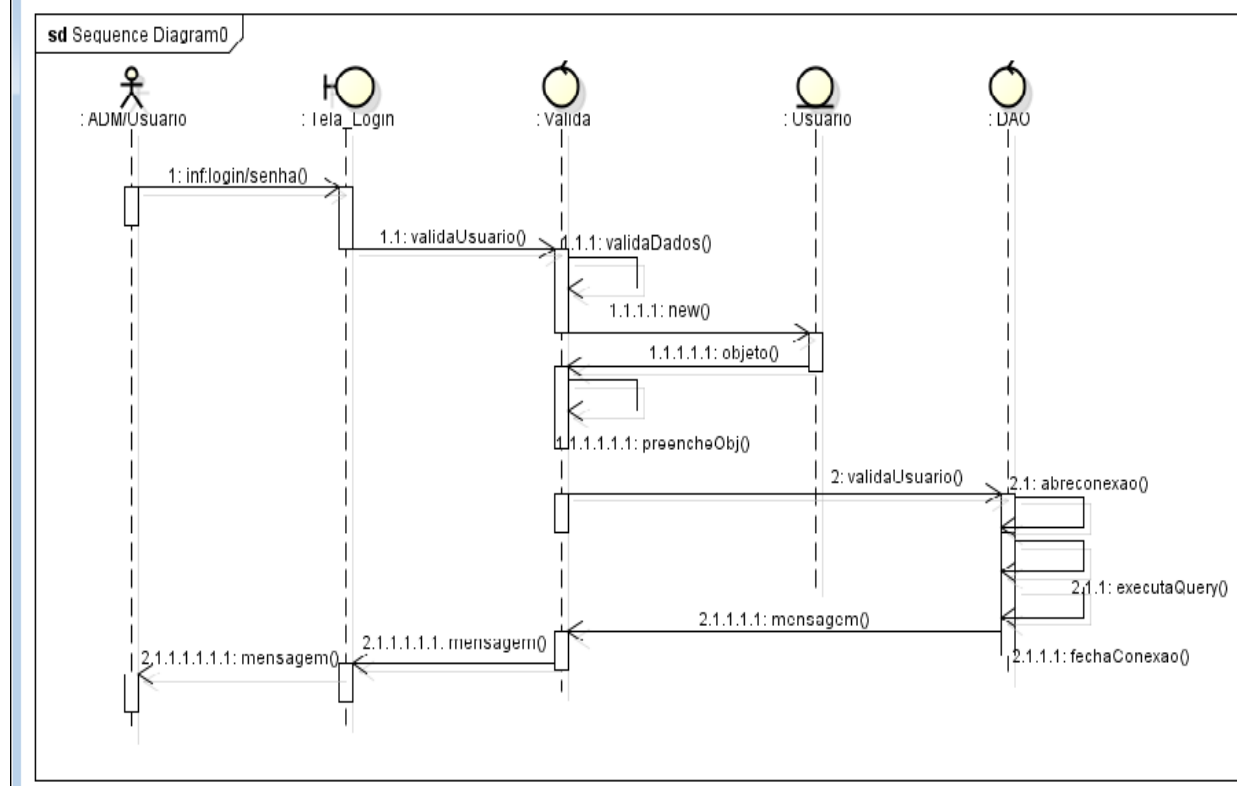 sd Sequence Diagram0
: ADM/Usuario
: Tela_Login
: Valida
: Usuario
: DAO
1: inf:login/senha()
1.1: validaUsuario()
1.1.1: validaDados()
1.1.1.1: new()
1.1.1.1.1: objeto()
1.1.1.1.1.1: preencheObj()
2: validaUsuario()
2.1: abreconexao()
2.1.1: executaQuery()
2.1.1.1.1: mensagem()
2.1.1.1.1.1: mensagem()
2.1.1.1.1.1.1: mensagem()
2.1.1.1: fechaConexao()